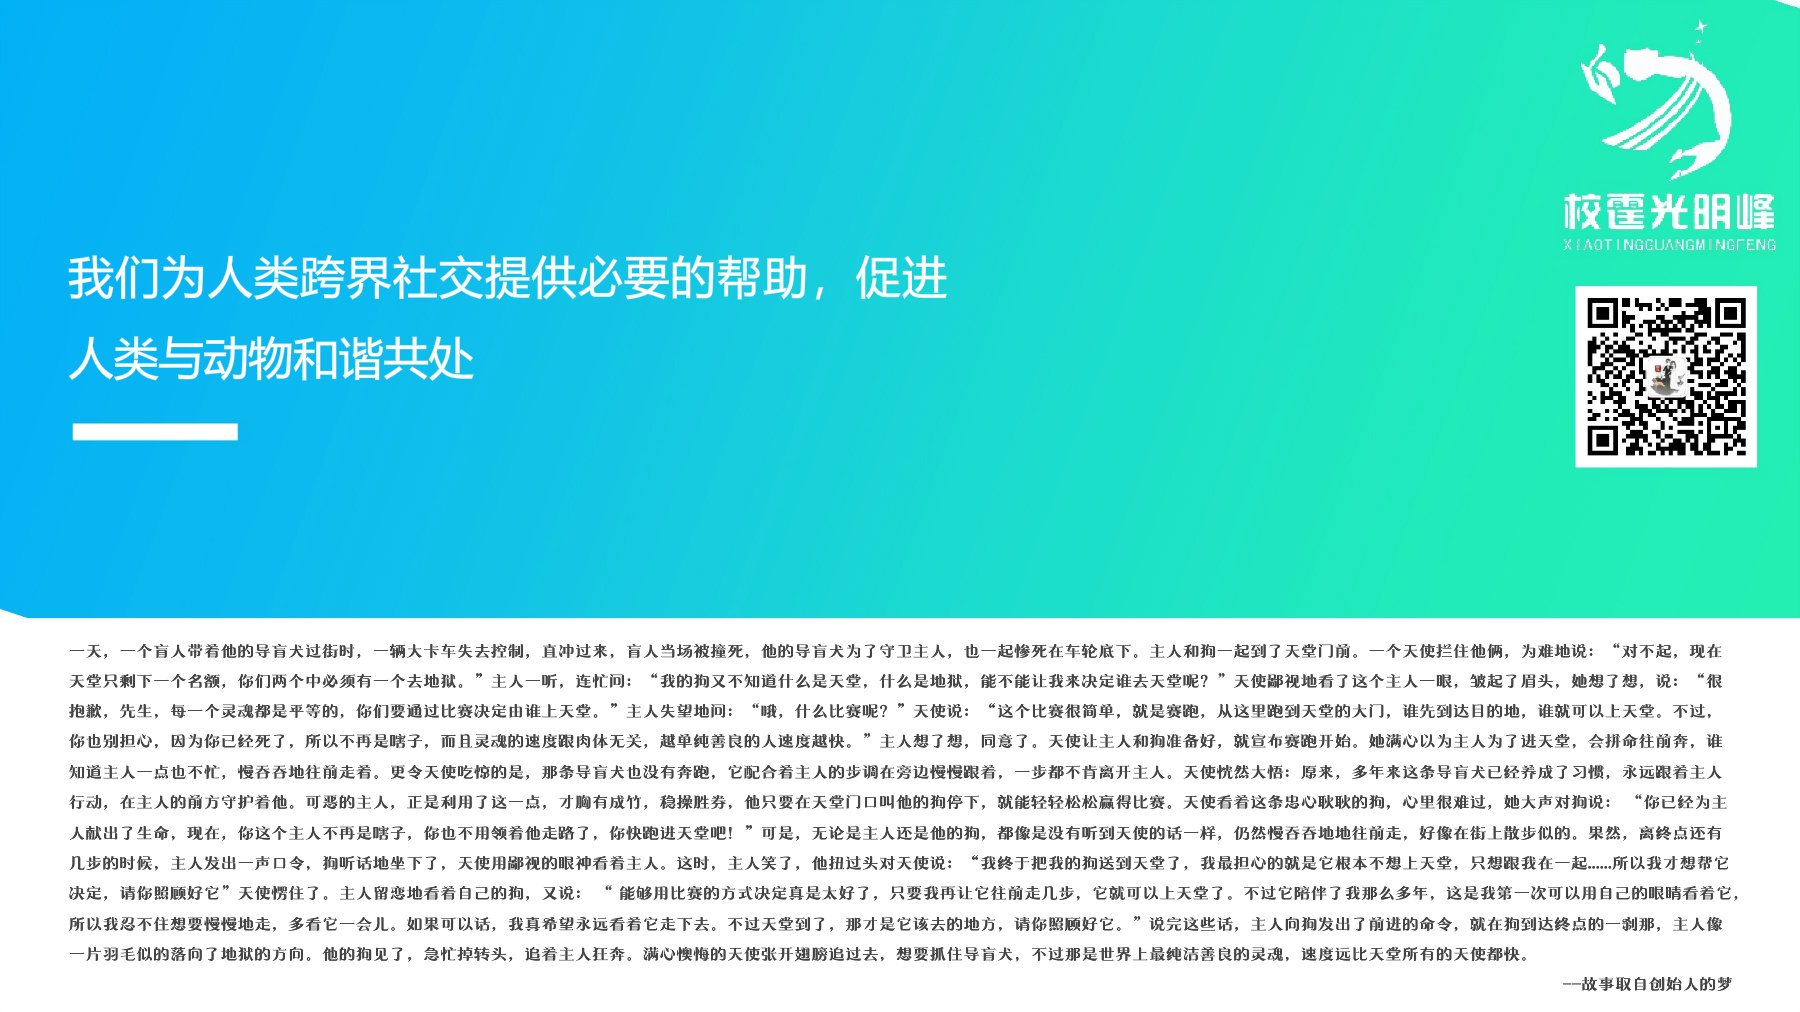 校霆光明峰
XIAOTINGGUANGMINGFENG
我们为人类跨界社交提供必要的帮助，促进
人类与动物和谐共处
一天，一个盲人带着他的导盲犬过街时，一辆大卡车失去控制，直冲过来，盲人当场被撞死，他的导盲犬为了守卫主人，也一起惨死在车轮底下。主人和狗一起到了天堂门前。一个天使拦住他俩，为难地说：“对不起，现在
天堂只剩下一个名额，你们两个中必须有一个去地狱。”主人一听，连忙问：“我的狗又不知道什么是天堂，什么是地狱，能不能让我来决定谁去天堂呢？”天使鄙视地看了这个主人一眼，皱起了眉头，她想了想，说：“很
抱歉，先生，每一个灵魂都是平等的，你们要通过比赛决定由谁上天堂。”主人失望地问：“哦，什么比赛呢？”天使说：“这个比赛很简单，就是赛跑，从这里跑到天堂的大门，谁先到达目的地，谁就可以上天堂。不过，
你也别担心，因为你已经死了，所以不再是瞎子，而且灵魂的速度跟肉体无关，越单纯善良的人速度越快。”主人想了想，同意了。天使让主人和狗准备好，就宣布赛跑开始。她满心以为主人为了进天堂，会拼命往前奔，谁
知道主人一点也不忙，慢吞吞地往前走着。更令天使吃惊的是，那条导盲犬也没有奔跑，它配合着主人的步调在旁边慢慢跟着，一步都不肯离开主人。天使恍然大悟：原来，多年来这条导盲犬已经养成了习惯，永远跟着主人
行动，在主人的前方守护着他。可恶的主人，正是利用了这一点，才胸有成竹，稳操胜券，他只要在天堂门口叫他的狗停下，就能轻轻松松赢得比赛。天使看着这条忠心耿耿的狗，心里很难过，她大声对狗说：“你已经为主
人献出了生命，现在，你这个主人不再是瞎子，你也不用领着他走路了，你快跑进天堂吧！”可是，无论是主人还是他的狗，都像是没有听到天使的话一样，仍然慢吞吞地地往前走，好像在街上散步似的。果然，离终点还有
几步的时候，主人发出一声口令，狗听话地坐下了，天使用鄙视的眼神看着主人。这时，主人笑了，他扭过头对天使说：“我终于把我的狗送到天堂了，我最担心的就是它根本不想上天堂，只想跟我在一起......所以我才想帮它
决定，请你照顾好它”天使愣住了。主人留恋地看着自己的狗，又说：“ 能够用比赛的方式决定真是太好了，只要我再让它往前走几步，它就可以上天堂了。不过它陪伴了我那么多年，这是我第一次可以用自己的眼睛看着它，
所以我忍不住想要慢慢地走，多看它一会儿。如果可以话，我真希望永远看着它走下去。不过天堂到了，那才是它该去的地方，请你照顾好它。”说完这些话，主人向狗发出了前进的命令，就在狗到达终点的一刹那，主人像
一片羽毛似的落向了地狱的方向。他的狗见了，急忙掉转头，追着主人狂奔。满心懊悔的天使张开翅膀追过去，想要抓住导盲犬，不过那是世界上最纯洁善良的灵魂，速度远比天堂所有的天使都快。
--故事取自创始人的梦